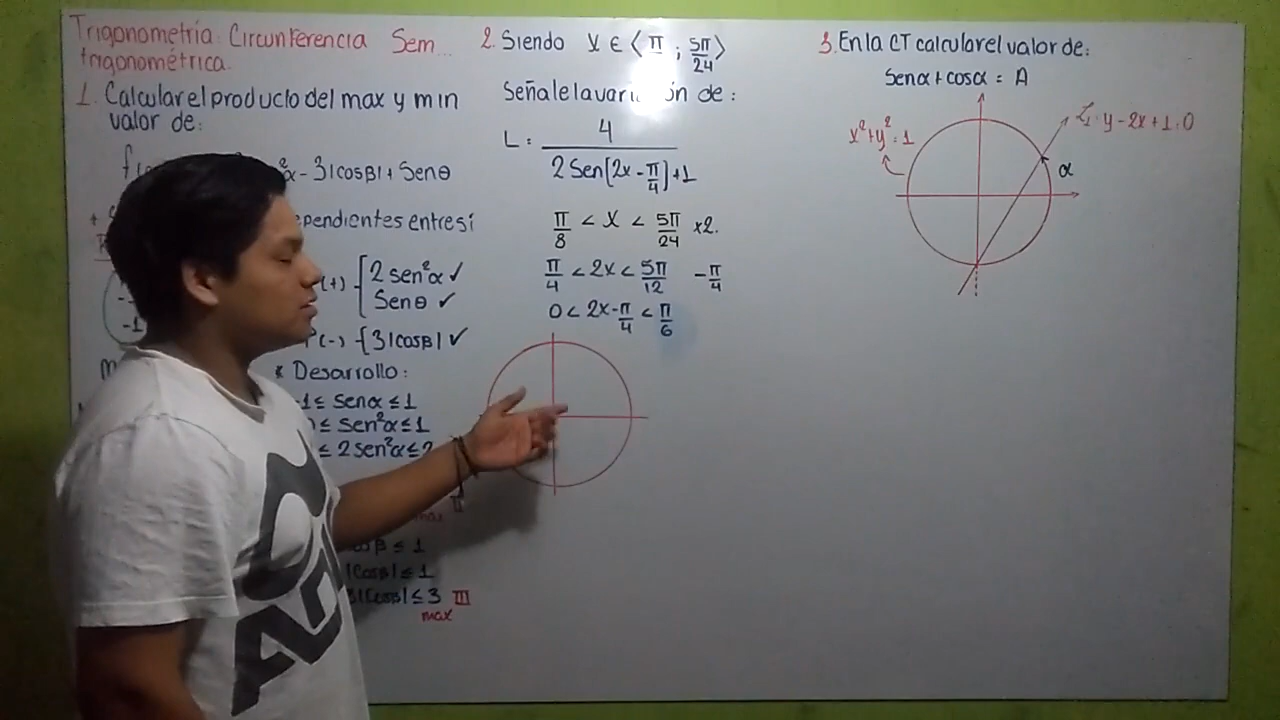 Trigonometría: Circunferencia Sem...
trigonométrica.
1. Calcular el producto del max y min
valor de:
α - 3|cosβ| + Senθ
pendientes entre sí
(+) { 2 sen²α ✓
Senθ ✓
(-) { 3|cosβ| ✓
* Desarrollo:
-1 ≤ senα ≤ 1
≤ sen²α ≤ 1
≤ 2sen²α ≤ 2
max
β ≤ 1
|cosβ| ≤ 1
3|cosβ| ≤ 3 III
max
2. Siendo x ∈ ⟨π ; 5π/24⟩
Señale la vari ón de:
L = 4 / (2Sen[2x - π/4] + 1)
π/8 < x < 5π/24 ×2.
π/4 < 2x < 5π/12 - π/4
0 < 2x - π/4 < π/6
3. En la CT calcular el valor de:
Senα + cosα = A
x² + y² = 1
L₁: y - 2x + 1 = 0
α